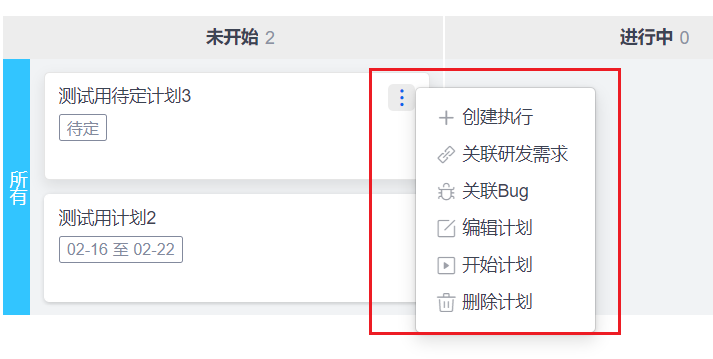 未开始 2
进行中 0
所有
测试用待定计划3
待定
测试用计划2
02-16 至 02-22
创建执行
关联研发需求
关联Bug
编辑计划
开始计划
删除计划